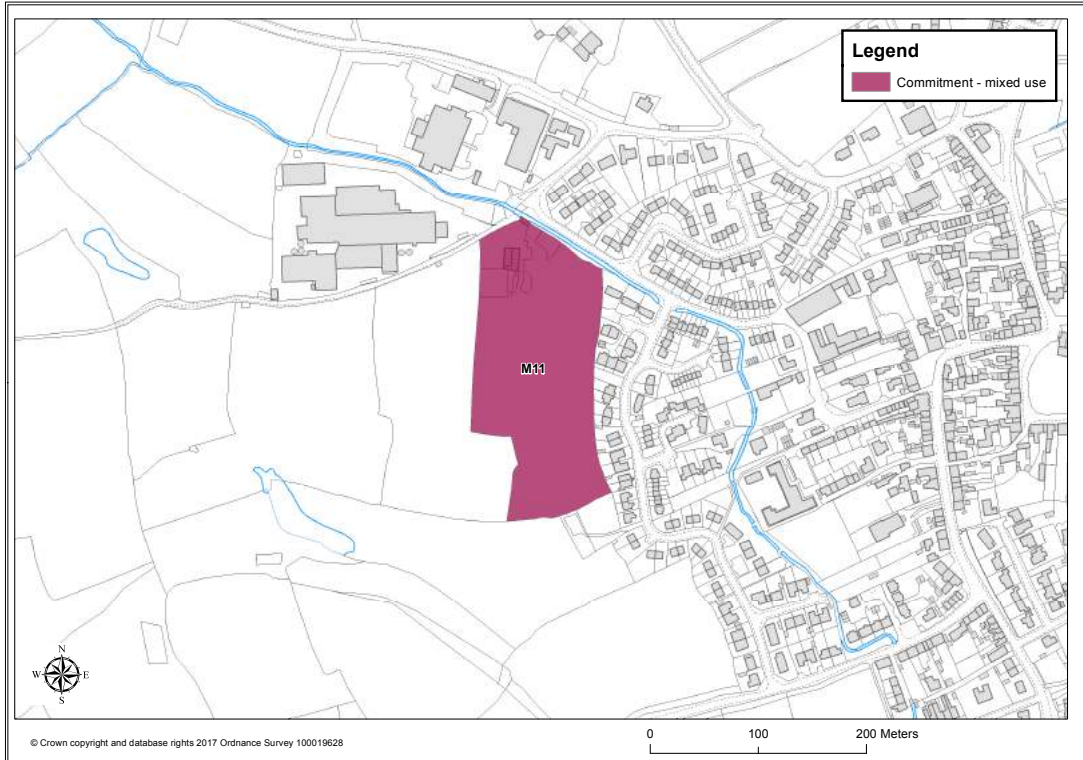 Legend
Commitment - mixed use
M11
N
W E
S
© Crown copyright and database rights 2017 Ordnance Survey 100019628
0 100 200 Meters